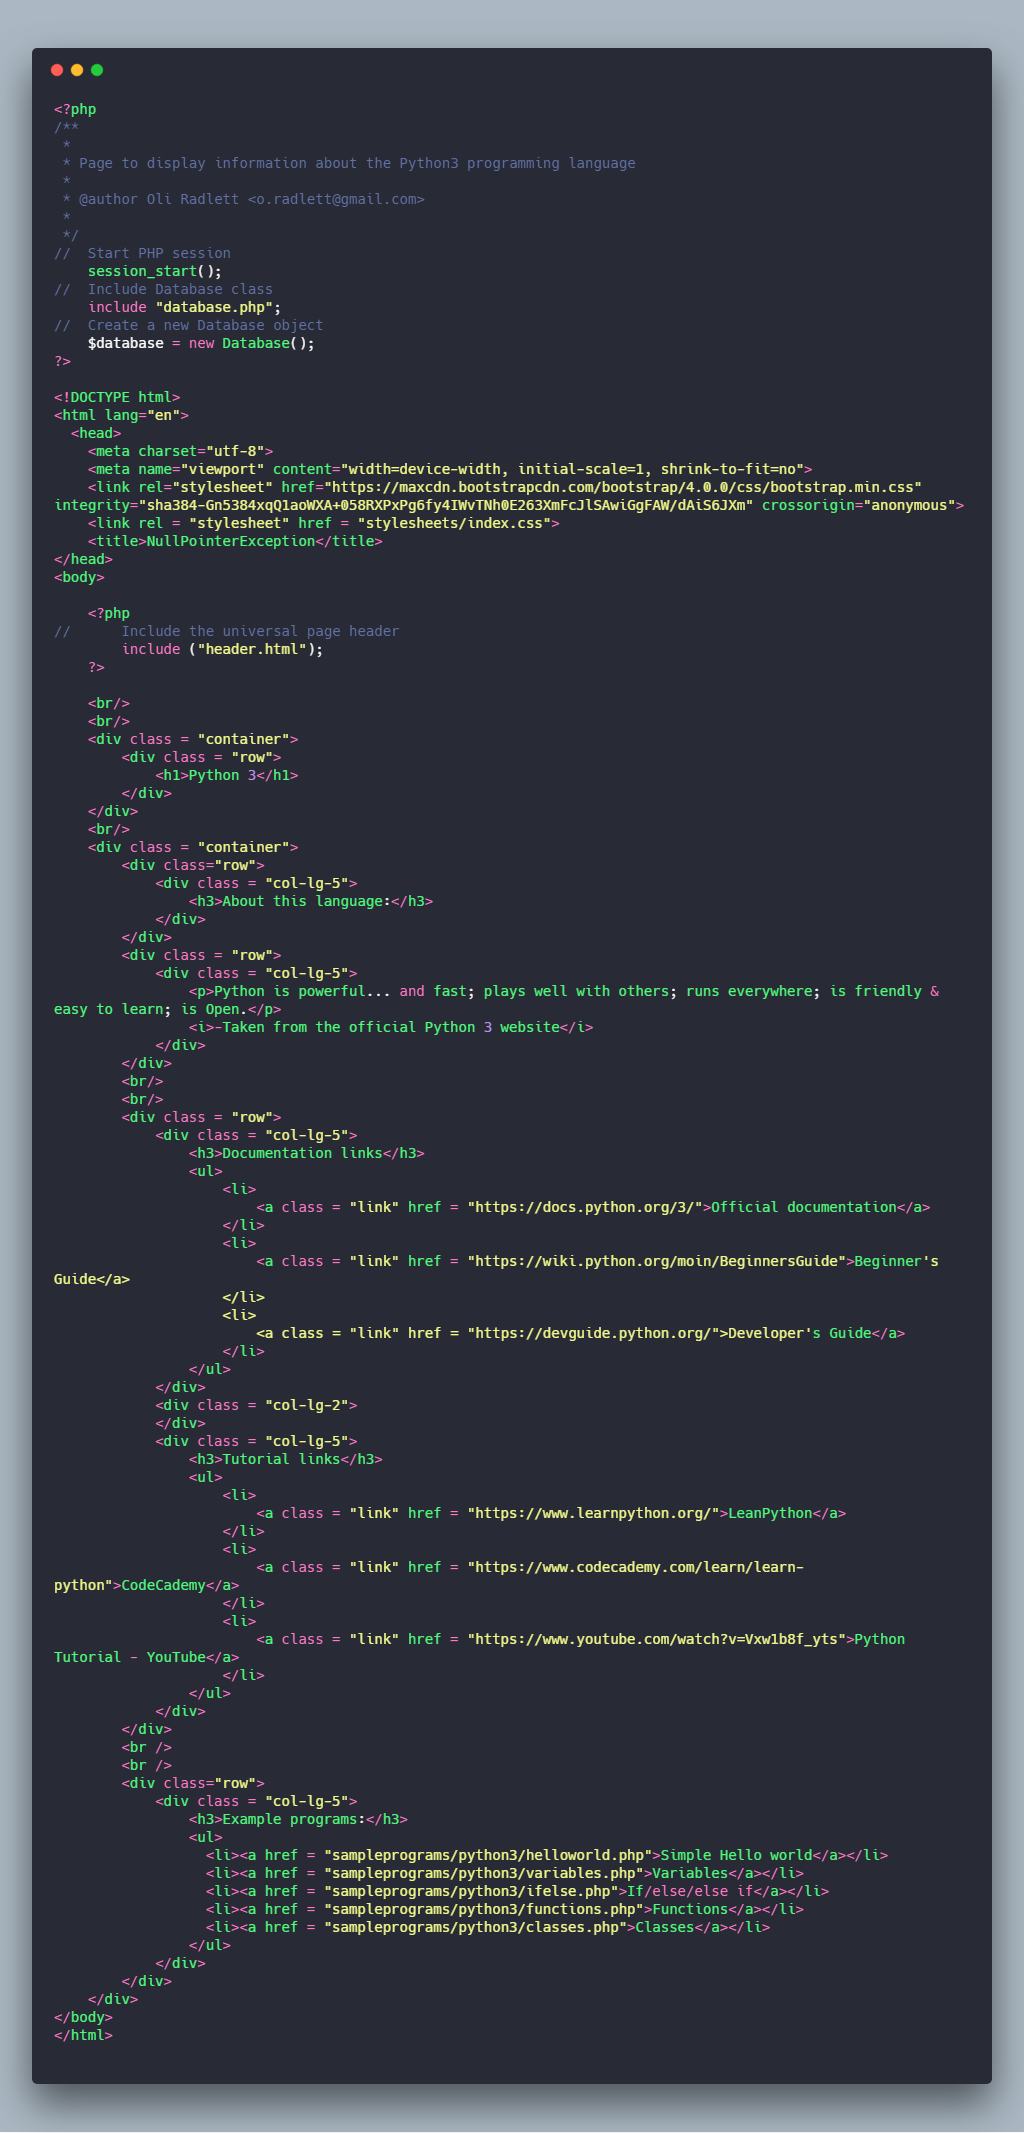 <?php
/**
 *
 * Page to display information about the Python3 programming language
 *
 * @author Oli Radlett <o.radlett@gmail.com>
 *
 */
//  Start PHP session
    session_start();
//  Include Database class
    include "database.php";
//  Create a new Database object
    $database = new Database();
?>

<!DOCTYPE html>
<html lang="en">
  <head>
    <meta charset="utf-8">
    <meta name="viewport" content="width=device-width, initial-scale=1, shrink-to-fit=no">
    <link rel="stylesheet" href="https://maxcdn.bootstrapcdn.com/bootstrap/4.0.0/css/bootstrap.min.css"
integrity="sha384-Gn5384xqQ1aoWXA+058RXPxPg6fy4IWvTNh0E263XmFcJlSAwiGgFAW/dAiS6JXm" crossorigin="anonymous">
    <link rel = "stylesheet" href = "stylesheets/index.css">
    <title>NullPointerException</title>
</head>
<body>

    <?php
//      Include the universal page header
        include ("header.html");
    ?>

    <br/>
    <br/>
    <div class = "container">
        <div class = "row">
            <h1>Python 3</h1>
        </div>
    </div>
    <br/>
    <div class = "container">
        <div class="row">
            <div class = "col-lg-5">
                <h3>About this language:</h3>
            </div>
        </div>
        <div class = "row">
            <div class = "col-lg-5">
                <p>Python is powerful... and fast; plays well with others; runs everywhere; is friendly &
easy to learn; is Open.</p>
                <i>-Taken from the official Python 3 website</i>
            </div>
        </div>
        <br/>
        <br/>
        <div class = "row">
            <div class = "col-lg-5">
                <h3>Documentation links</h3>
                <ul>
                    <li>
                        <a class = "link" href = "https://docs.python.org/3/">Official documentation</a>
                    </li>
                    <li>
                        <a class = "link" href = "https://wiki.python.org/moin/BeginnersGuide">Beginner's
Guide</a>
                    </li>
                    <li>
                        <a class = "link" href = "https://devguide.python.org/">Developer's Guide</a>
                    </li>
                </ul>
            </div>
            <div class = "col-lg-2">
            </div>
            <div class = "col-lg-5">
                <h3>Tutorial links</h3>
                <ul>
                    <li>
                        <a class = "link" href = "https://www.learnpython.org/">LeanPython</a>
                    </li>
                    <li>
                        <a class = "link" href = "https://www.codecademy.com/learn/learn-
python">CodeCademy</a>
                    </li>
                    <li>
                        <a class = "link" href = "https://www.youtube.com/watch?v=Vxw1b8f_yts">Python
Tutorial - YouTube</a>
                    </li>
                </ul>
            </div>
        </div>
        <br />
        <br />
        <div class="row">
            <div class = "col-lg-5">
                <h3>Example programs:</h3>
                <ul>
                  <li><a href = "sampleprograms/python3/helloworld.php">Simple Hello world</a></li>
                  <li><a href = "sampleprograms/python3/variables.php">Variables</a></li>
                  <li><a href = "sampleprograms/python3/ifelse.php">If/else/else if</a></li>
                  <li><a href = "sampleprograms/python3/functions.php">Functions</a></li>
                  <li><a href = "sampleprograms/python3/classes.php">Classes</a></li>
                </ul>
            </div>
        </div>
    </div>
</body>
</html>